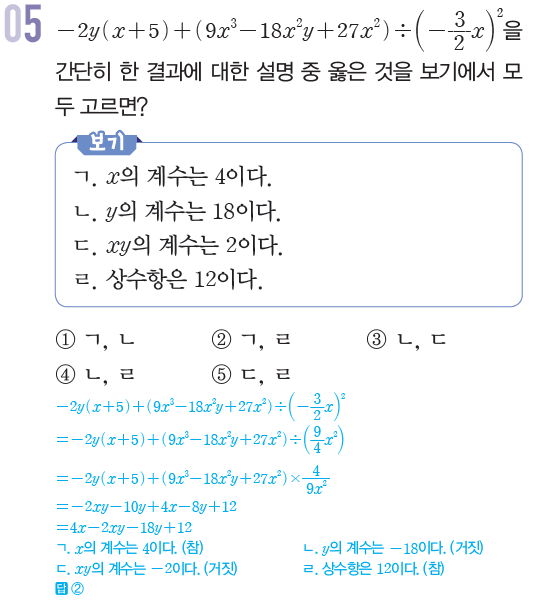 05 −2y(x+5)+(9x³−18x²y+27x²)÷(−3/2 x)²을
간단히 한 결과에 대한 설명 중 옳은 것을 보기에서 모
두 고르면?
보기
ㄱ. x의 계수는 4이다.
ㄴ. y의 계수는 18이다.
ㄷ. xy의 계수는 2이다.
ㄹ. 상수항은 12이다.
① ㄱ, ㄴ ② ㄱ, ㄹ ③ ㄴ, ㄷ
④ ㄴ, ㄹ ⑤ ㄷ, ㄹ
−2y(x+5)+(9x³−18x²y+27x²)÷(−3/2 x)²
=−2y(x+5)+(9x³−18x²y+27x²)÷(9/4 x²)
=−2y(x+5)+(9x³−18x²y+27x²)×4/9x²
=−2xy−10y+4x−8y+12
=4x−2xy−18y+12
ㄱ. x의 계수는 4이다. (참) ㄴ. y의 계수는 −18이다. (거짓)
ㄷ. xy의 계수는 −2이다. (거짓) ㄹ. 상수항은 12이다. (참)
답 ②